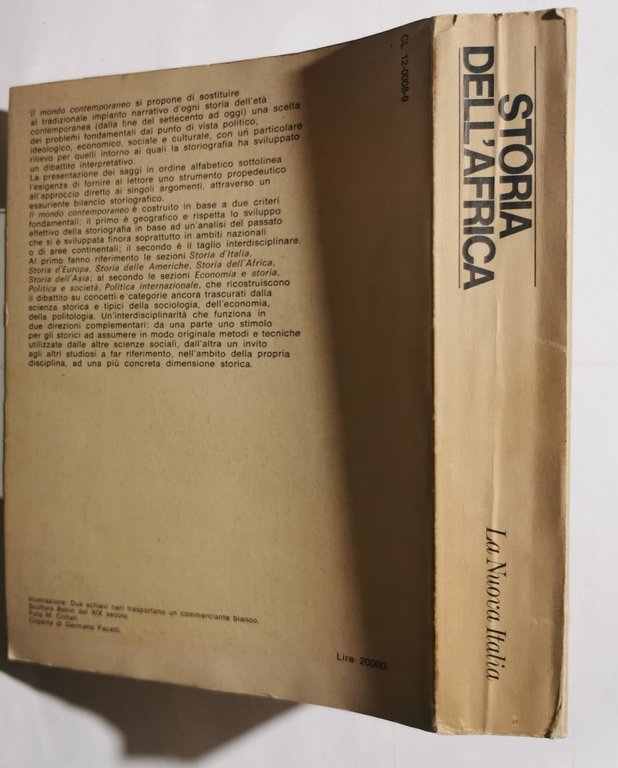 Il mondo contemporaneo si propone di sostituire
al tradizionale impianto narrativo d'ogni storia dell'età
contemporanea (dalla fine del settecento ad oggi) una scelta
dei problemi fondamentali dal punto di vista politico,
ideologico, economico, sociale e culturale, con un particolare
rilievo per quelli intorno ai quali la storiografia ha sviluppato
un dibattito interpretativo.
La presentazione dei saggi in ordine alfabetico sottolinea
l'esigenza di fornire al lettore uno strumento propedeutico
all'approccio diretto ai singoli argomenti, attraverso un
esauriente bilancio storiografico.
Il mondo contemporaneo è costruito in base a due criteri
fondamentali: il primo è geografico e rispetta lo sviluppo
effettivo della storiografia in base ad un'analisi del passato
che si è sviluppata finora soprattutto in ambiti nazionali
o di aree continentali; il secondo è il taglio interdisciplinare.
Al primo fanno riferimento le sezioni Storia d'Italia,
Storia d'Europa, Storia delle Americhe, Storia dell'Africa,
Storia dell'Asia; al secondo le sezioni Economia e storia,
Politica e società, Politica internazionale, che ricostruiscono
il dibattito su concetti e categorie ancora trascurati dalla
scienza storica e tipici della sociologia, dell'economia,
della politologia. Un'interdisciplinarità che funziona in
due direzioni complementari: da una parte uno stimolo
per gli storici ad assumere in modo originale metodi e tecniche
utilizzate dalle altre scienze sociali, dall'altra un invito
agli altri studiosi a far riferimento, nell'ambito della propria
disciplina, ad una più concreta dimensione storica.
Illustrazione: Due schiavi neri trasportano un commerciante bianco.
Scultura Benin del XIX secolo.
Foto M. Cristali.
Copertina di Germano Facetti.
Lire 20000
CL 12-0008-9
STORIA
DELL'AFRICA
La Nuova Italia